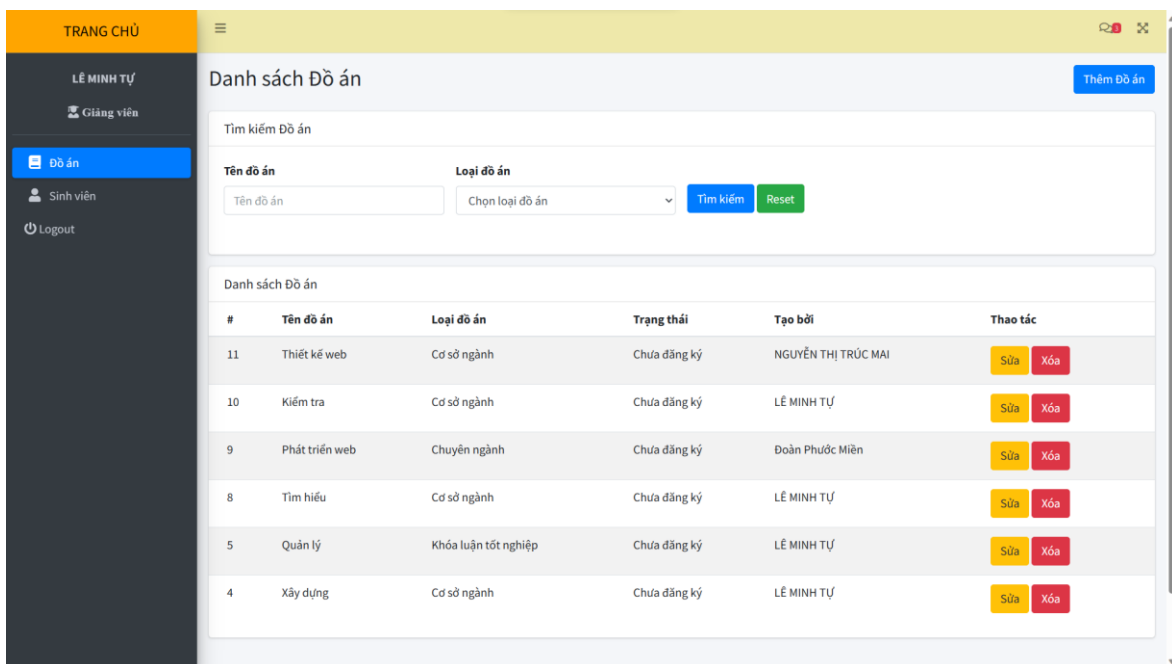 TRANG CHỦ
3
LÊ MINH TỰ
Giảng viên
Đồ án
Sinh viên
Logout
Danh sách Đồ án
Thêm Đồ án
Tìm kiếm Đồ án
Tên đồ án Loại đồ án
Tên đồ án Chọn loại đồ án Tìm kiếm Reset
Danh sách Đồ án
# Tên đồ án Loại đồ án Trạng thái Tạo bởi Thao tác
11 Thiết kế web Cơ sở ngành Chưa đăng ký NGUYỄN THỊ TRÚC MAI Sửa Xóa
10 Kiểm tra Cơ sở ngành Chưa đăng ký LÊ MINH TỰ Sửa Xóa
9 Phát triển web Chuyên ngành Chưa đăng ký Đoàn Phước Miền Sửa Xóa
8 Tìm hiểu Cơ sở ngành Chưa đăng ký LÊ MINH TỰ Sửa Xóa
5 Quản lý Khóa luận tốt nghiệp Chưa đăng ký LÊ MINH TỰ Sửa Xóa
4 Xây dựng Cơ sở ngành Chưa đăng ký LÊ MINH TỰ Sửa Xóa